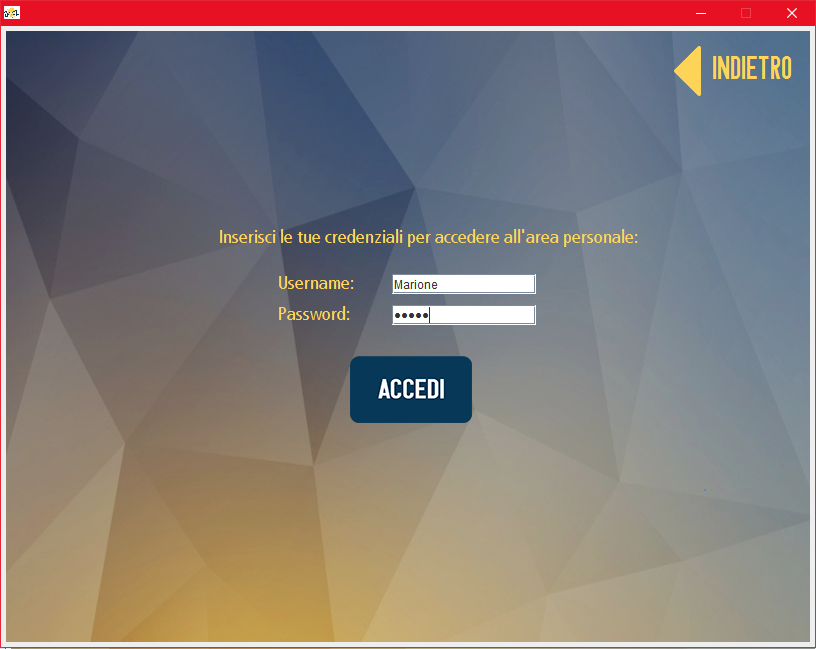 INDIETRO
Inserisci le tue credenziali per accedere all'area personale:
Username: Marione
Password: •••••
ACCEDI